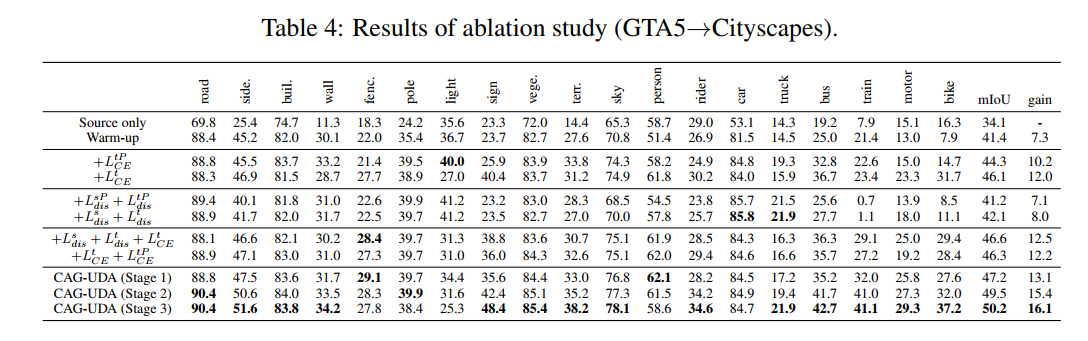 Table 4: Results of ablation study (GTA5→Cityscapes).
road side. buil. wall fenc. pole light sign vege. terr. sky person rider car truck bus train motor bike mIoU gain
Source only 69.8 25.4 74.7 11.3 18.3 24.2 35.6 23.3 72.0 14.4 65.3 58.7 29.0 53.1 14.3 19.2 7.9 15.1 16.3 34.1 -
Warm-up 88.4 45.2 82.0 30.1 22.0 35.4 36.7 23.7 82.7 27.6 70.8 51.4 26.9 81.5 14.5 25.0 21.4 13.0 7.9 41.4 7.3
+L_{CE}^{tP} 88.8 45.5 83.7 33.2 21.4 39.5 40.0 25.9 83.9 33.8 74.3 58.2 24.9 84.8 19.3 32.8 22.6 15.0 14.7 44.3 10.2
+L_{CE}^{t} 88.3 46.9 81.5 28.7 27.7 38.9 27.0 40.4 83.7 31.2 74.9 61.8 30.2 84.0 15.9 36.7 23.4 23.3 31.7 46.1 12.0
+L_{dis}^{sP} + L_{dis}^{tP} 89.4 40.1 81.8 31.0 22.6 39.9 41.2 23.2 83.0 28.3 68.5 54.5 23.8 85.7 21.5 25.6 0.7 13.9 8.5 41.2 7.1
+L_{dis}^{s} + L_{dis}^{t} 88.9 41.7 82.0 31.7 22.5 39.7 41.2 23.5 82.7 27.0 70.0 57.8 25.7 85.8 21.9 27.7 1.1 18.0 11.1 42.1 8.0
+L_{dis}^{s} + L_{dis}^{t} + L_{CE}^{t} 88.1 46.6 82.1 30.2 28.4 39.7 31.3 38.8 83.6 30.7 75.1 61.9 28.5 84.3 16.3 36.3 29.1 25.0 29.4 46.6 12.5
+L_{CE}^{t} + L_{CE}^{tP} 88.9 47.1 83.0 31.0 27.3 39.7 31.0 36.0 84.3 32.6 75.1 62.0 29.4 84.6 16.6 35.7 27.2 19.2 28.4 46.3 12.2
CAG-UDA (Stage 1) 88.8 47.5 83.6 31.7 29.1 39.7 34.4 35.6 84.4 33.0 76.8 62.1 28.2 84.5 17.2 35.2 32.0 25.8 27.6 47.2 13.1
CAG-UDA (Stage 2) 90.4 50.6 84.0 33.5 28.3 39.9 31.6 42.4 85.1 35.2 77.3 61.5 34.2 84.9 19.4 41.7 41.0 27.3 32.0 49.5 15.4
CAG-UDA (Stage 3) 90.4 51.6 83.8 34.2 27.8 38.4 25.3 48.4 85.4 38.2 78.1 58.6 34.6 84.7 21.9 42.7 41.1 29.3 37.2 50.2 16.1